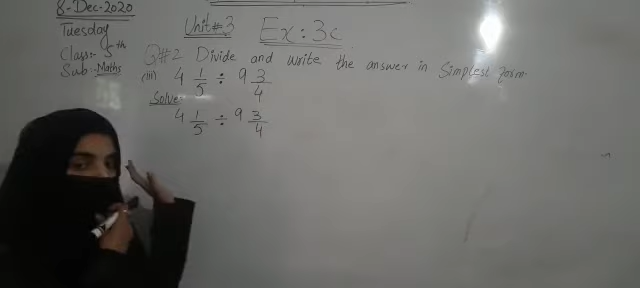 8-Dec-2020
Tuesday
Class:- 5th
Sub:- Maths
Unit#3 Ex:3c
Q#2 Divide and write the answer in Simplest form.
(iii) 4 1/5 ÷ 9 3/4
Solve:-
4 1/5 ÷ 9 3/4